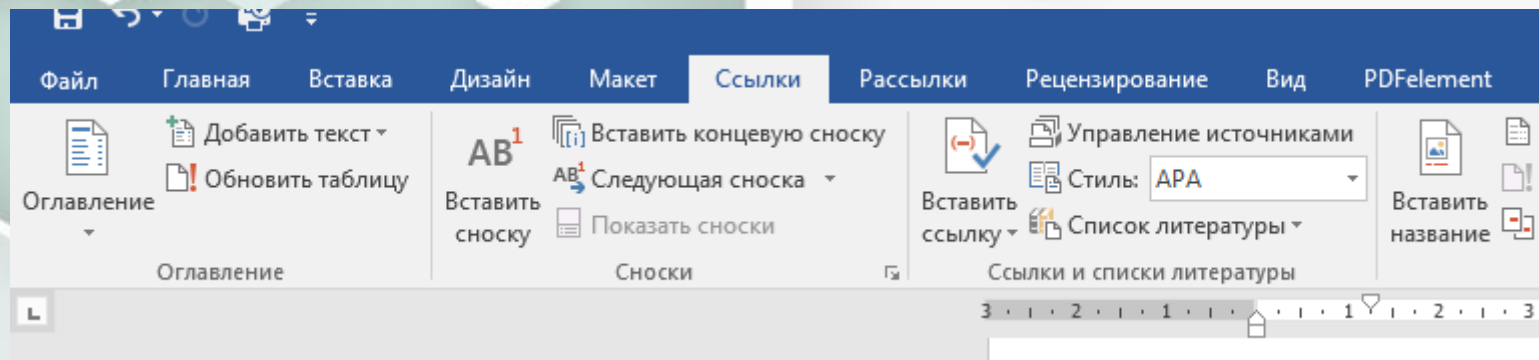 Файл Главная Вставка Дизайн Макет Ссылки Рассылки Рецензирование Вид PDFelement
Оглавление
Добавить текст
Обновить таблицу
Оглавление
AB1
Вставить
сноску
[i] Вставить концевую сноску
AB1 Следующая сноска
Показать сноски
Сноски
(-)
Вставить
ссылку
Управление источниками
Стиль: APA
Список литературы
Ссылки и списки литературы
Вставить
название
L
3 2 1 1 2 3